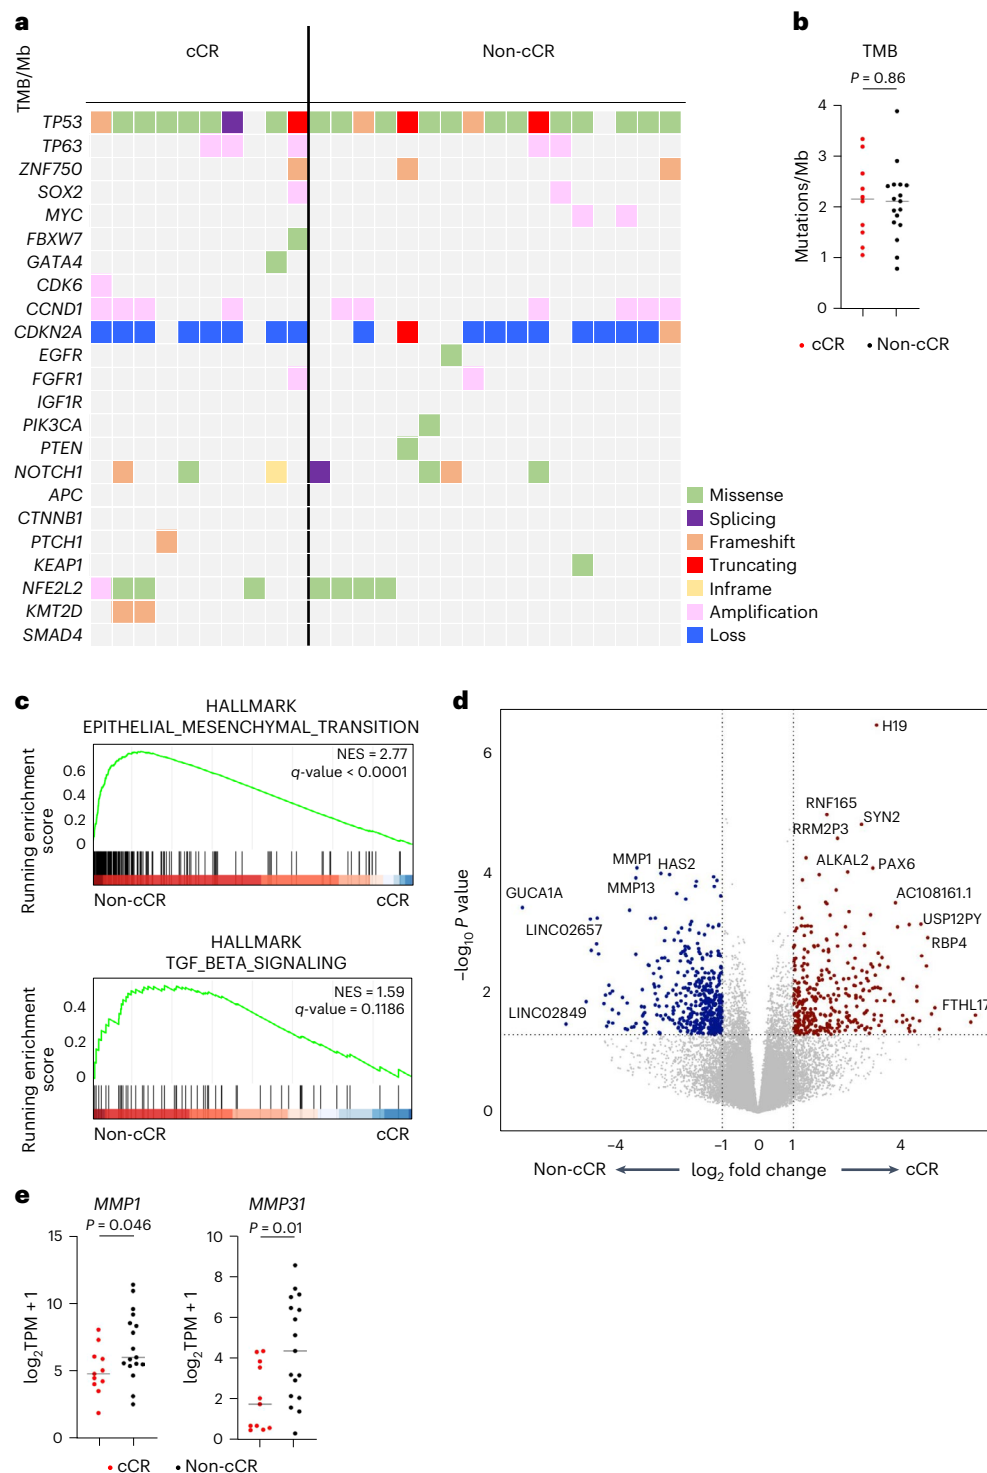 a
TMB/Mb
cCR
Non-cCR
TP53
TP63
ZNF750
SOX2
MYC
FBXW7
GATA4
CDK6
CCND1
CDKN2A
EGFR
FGFR1
IGF1R
PIK3CA
PTEN
NOTCH1
APC
CTNNB1
PTCH1
KEAP1
NFE2L2
KMT2D
SMAD4
Missense
Splicing
Frameshift
Truncating
Inframe
Amplification
Loss
b
TMB
P = 0.86
Mutations/Mb
4
3
2
1
0
cCR
Non-cCR
c
HALLMARK
EPITHELIAL_MESENCHYMAL_TRANSITION
NES = 2.77
q-value < 0.0001
Running enrichment
score
0.6
0.4
0.2
0
Non-cCR
cCR
HALLMARK
TGF_BETA_SIGNALING
NES = 1.59
q-value = 0.1186
Running enrichment
score
0.4
0.2
0
Non-cCR
cCR
d
–log10 P value
6
4
2
0
H19
RNF165
SYN2
RRM2P3
MMP1
HAS2
ALKAL2
PAX6
MMP13
GUCA1A
AC108161.1
LINC02657
USP12PY
RBP4
LINC02849
FTHL17
–4
–1
0
1
4
Non-cCR
log2 fold change
cCR
e
MMP1
P = 0.046
log2TPM + 1
15
10
5
0
MMP31
P = 0.01
log2TPM + 1
10
8
6
4
2
0
cCR
Non-cCR